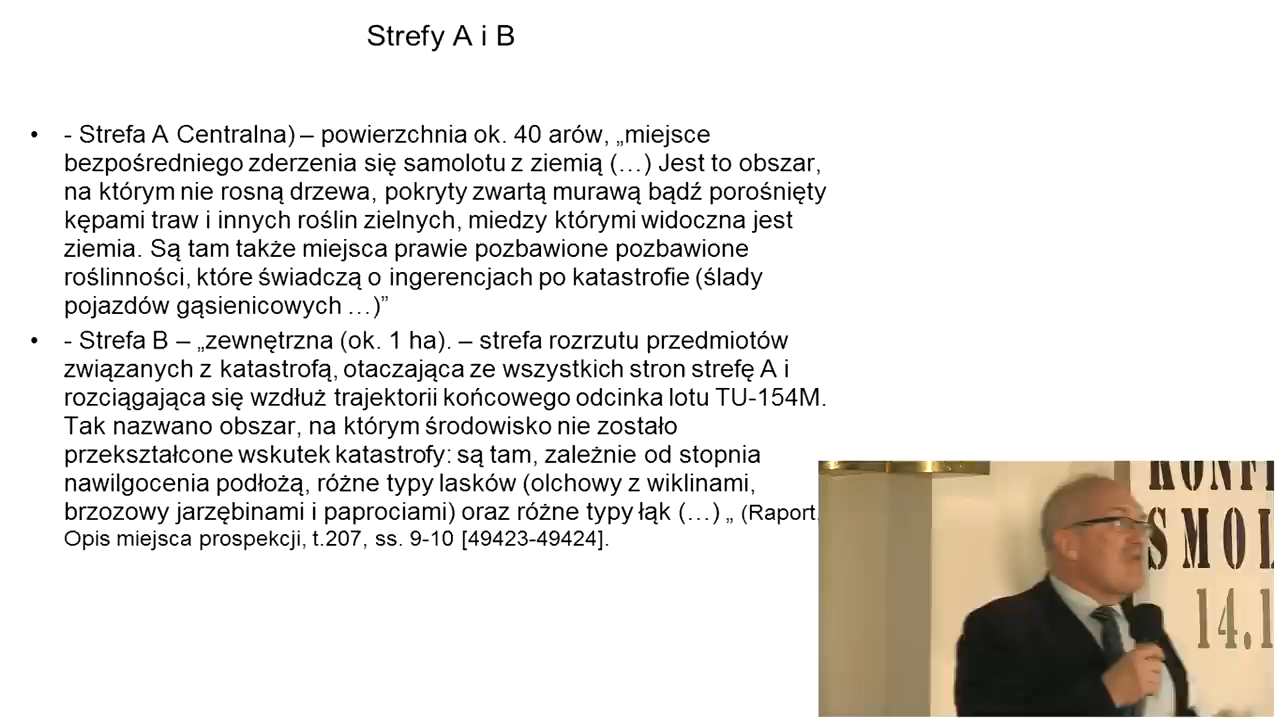 Strefy A i B
• - Strefa A Centralna) – powierzchnia ok. 40 arów, „miejsce
bezpośredniego zderzenia się samolotu z ziemią (…) Jest to obszar,
na którym nie rosną drzewa, pokryty zwartą murawą bądź porośnięty
kępami traw i innych roślin zielnych, miedzy którymi widoczna jest
ziemia. Są tam także miejsca prawie pozbawione pozbawione
roślinności, które świadczą o ingerencjach po katastrofie (ślady
pojazdów gąsienicowych …)”
• - Strefa B – „zewnętrzna (ok. 1 ha). – strefa rozrzutu przedmiotów
związanych z katastrofą, otaczająca ze wszystkich stron strefę A i
rozciągająca się wzdłuż trajektorii końcowego odcinka lotu TU-154M.
Tak nazwano obszar, na którym środowisko nie zostało
przekształcone wskutek katastrofy: są tam, zależnie od stopnia
nawilgocenia podłożą, różne typy lasków (olchowy z wiklinami,
brzozowy jarzębinami i paprociami) oraz różne typy łąk (…) „ (Raport.
Opis miejsca prospekcji, t.207, ss. 9-10 [49423-49424].
KONF
SMOL
14.1